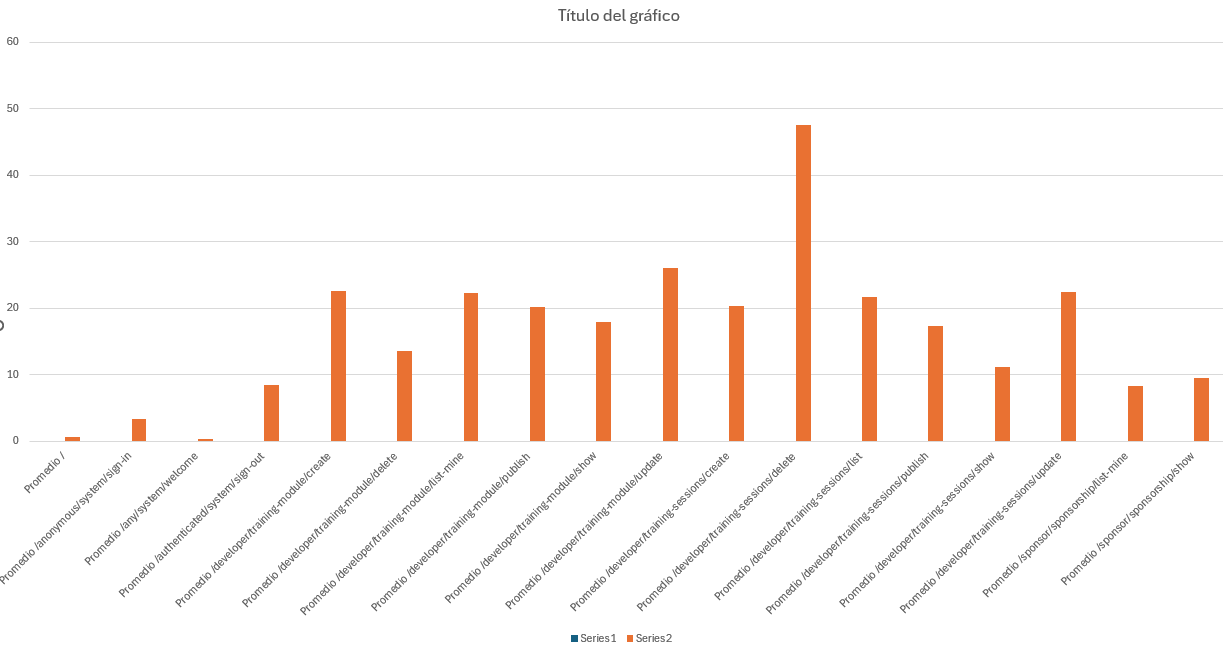 Título del gráfico
60
50
40
30
20
10
0
Promedio /
Promedio /anonymous/system/sign-in
Promedio /any/system/welcome
Promedio /authenticated/system/sign-out
Promedio /developer/training-module/create
Promedio /developer/training-module/delete
Promedio /developer/training-module/list-mine
Promedio /developer/training-module/publish
Promedio /developer/training-module/show
Promedio /developer/training-module/update
Promedio /developer/training-sessions/create
Promedio /developer/training-sessions/delete
Promedio /developer/training-sessions/list
Promedio /developer/training-sessions/publish
Promedio /developer/training-sessions/show
Promedio /developer/training-sessions/update
Promedio /sponsor/sponsorship/list-mine
Promedio /sponsor/sponsorship/show
Series1 Series2